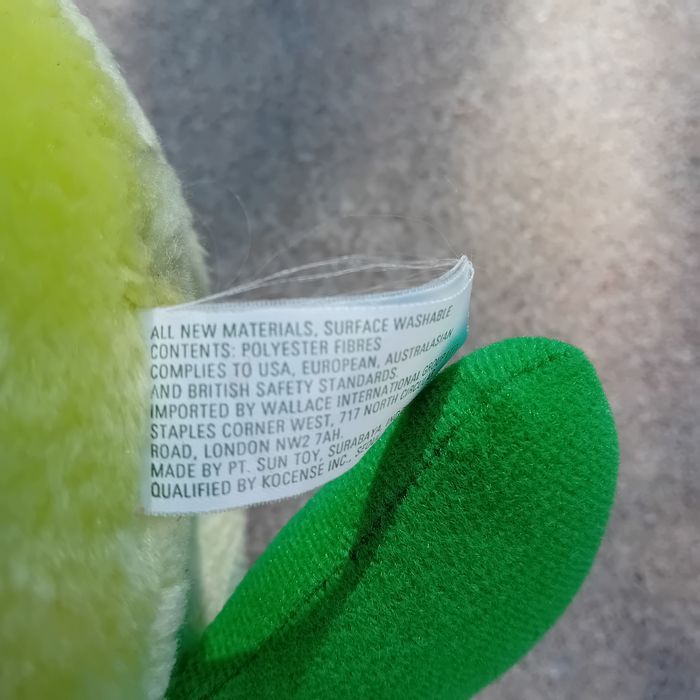 ALL NEW MATERIALS, SURFACE WASHABLE
CONTENTS: POLYESTER FIBRES
COMPLIES TO USA, EUROPEAN, AUSTRALASIAN
AND BRITISH SAFETY STANDARDS.
IMPORTED BY WALLACE INTERNATIONAL GROUP
STAPLES CORNER WEST, 717 NORTH
ROAD, LONDON NW2 7AH,
MADE BY PT. SUN TOY, SURABAYA,
QUALIFIED BY KOCENSE INC.,